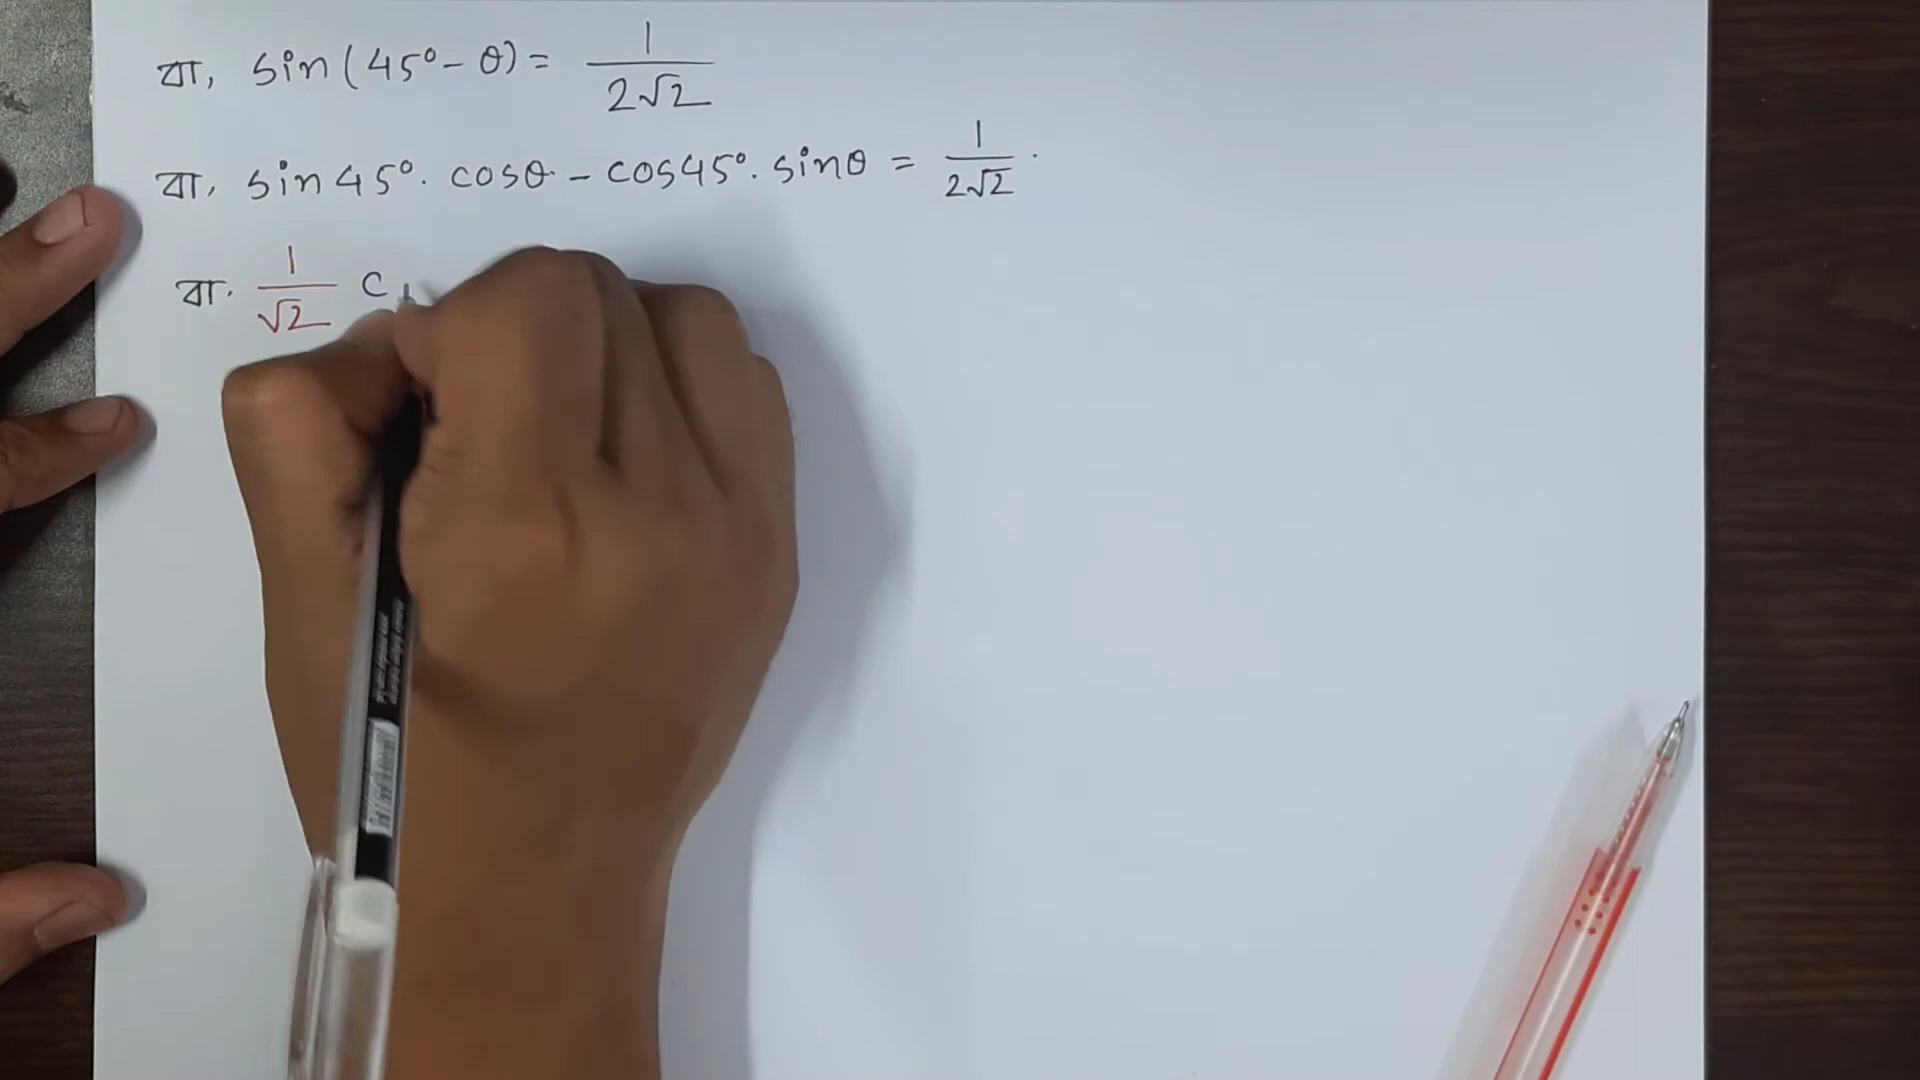 বা, sin(45° - θ) = 1/2√2
বা, sin45°. cosθ - cos45°. sinθ = 1/2√2
বা. 1/√2 c